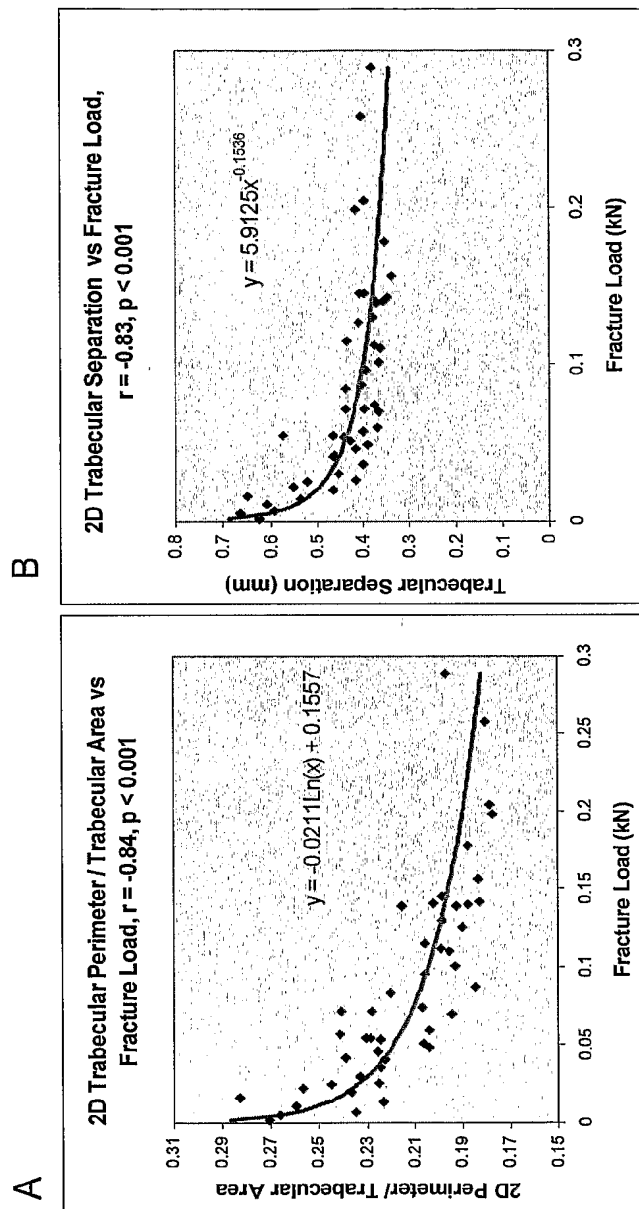 A
2D Trabecular Perimeter / Trabecular Area vs
Fracture Load, r = -0.84, p < 0.001
y = -0.0211Ln(x) + 0.1557
2D Perimeter/ Trabecular Area
0.31
0.29
0.27
0.25
0.23
0.21
0.19
0.17
0.15
0
0.05
0.1
0.15
0.2
0.25
0.3
Fracture Load (kN)
B
2D Trabecular Separation vs Fracture Load,
r = -0.83, p < 0.001
y = 5.9125x^-0.1536
Trabecular Separation (mm)
0.8
0.7
0.6
0.5
0.4
0.3
0.2
0.1
0
0
0.1
0.2
0.3
Fracture Load (kN)